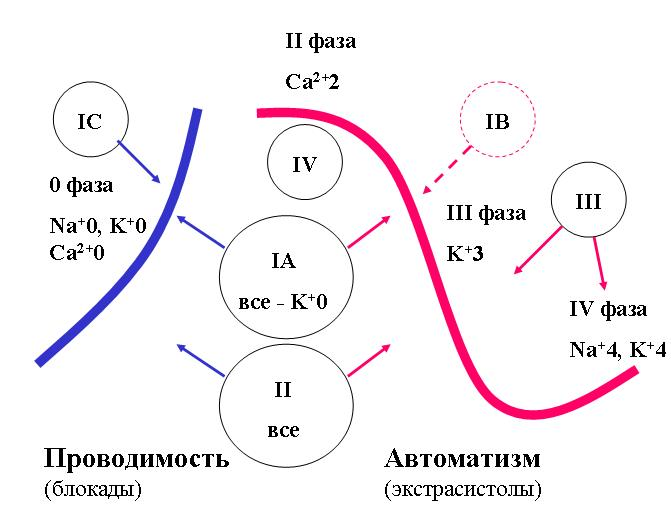 II фаза
Ca²⁺2
IC
IV
IB
0 фаза
Na⁺0, K⁺0
Ca²⁺0
III фаза
K⁺3
III
IA
все - K⁺0
IV фаза
Na⁺4, K⁺4
II
все
Проводимость
(блокады)
Автоматизм
(экстрасистолы)